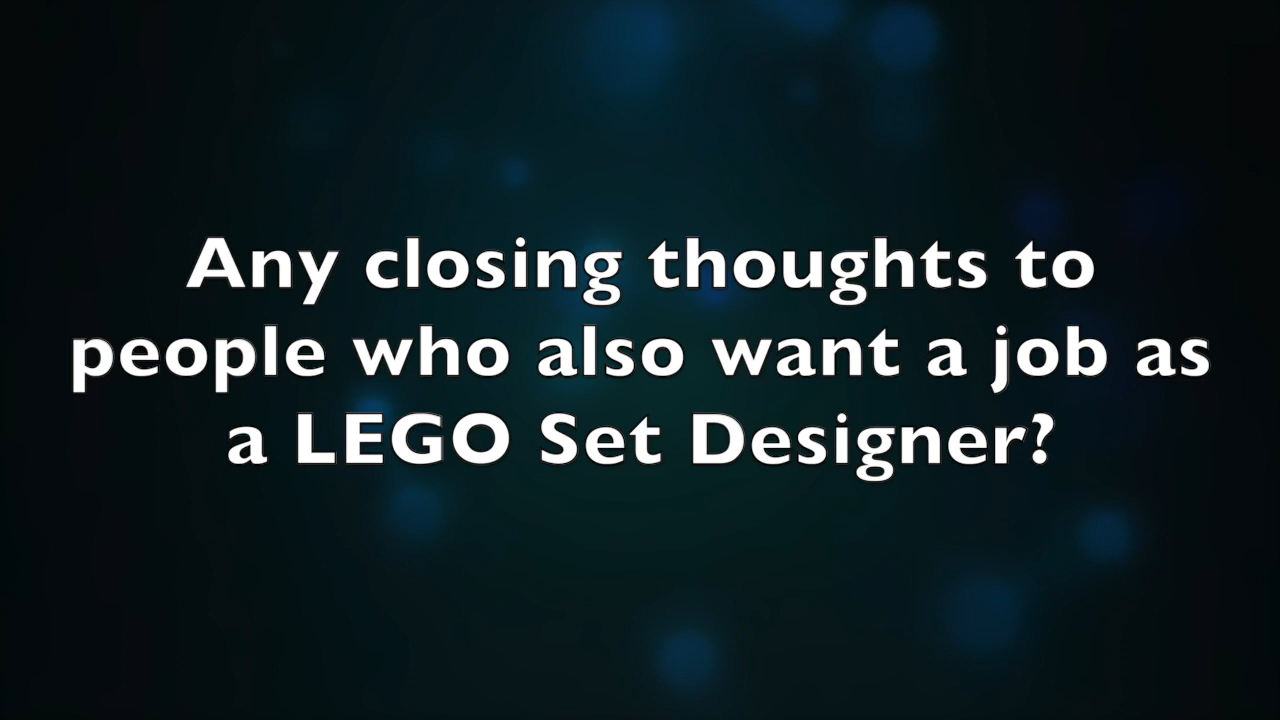 Any closing thoughts to
people who also want a job as
a LEGO Set Designer?